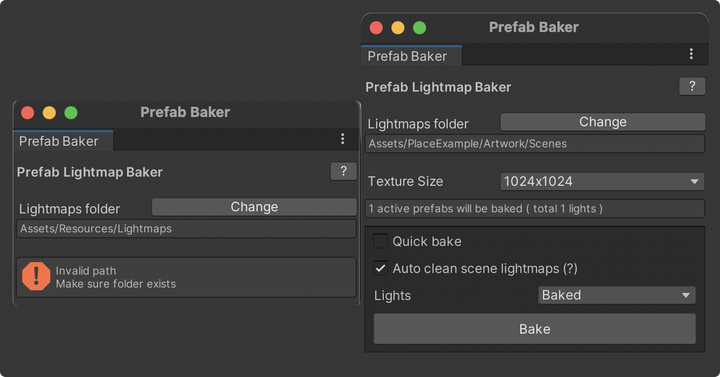 Prefab Baker
Prefab Baker
Prefab Lightmap Baker ?
Lightmaps folder Change
Assets/Resources/Lightmaps
Invalid path
Make sure folder exists
Prefab Baker
Prefab Baker
Prefab Lightmap Baker ?
Lightmaps folder Change
Assets/PlaceExample/Artwork/Scenes
Texture Size 1024x1024
1 active prefabs will be baked ( total 1 lights )
Quick bake
Auto clean scene lightmaps (?)
Lights Baked
Bake